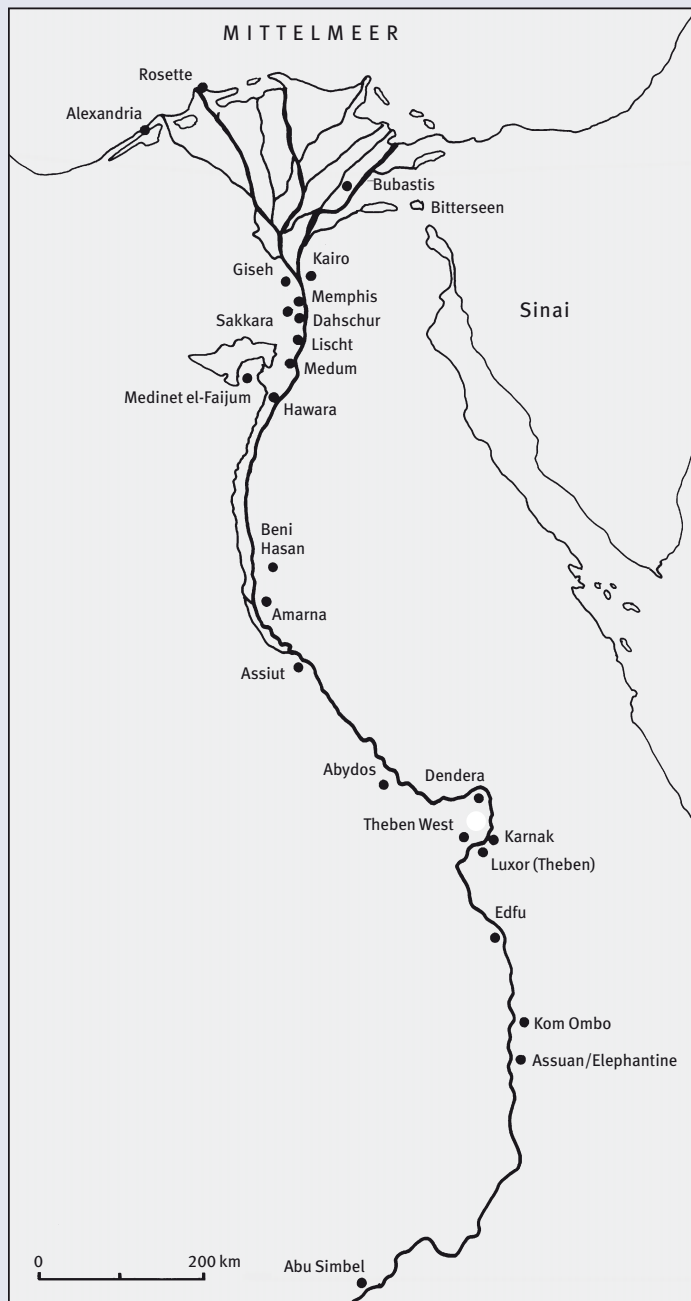 MITTELMEER
Rosette
Alexandria
Bubastis
Bitterseen
Kairo
Giseh
Memphis
Sinai
Sakkara
Dahschur
Lischt
Medum
Medinet el-Faijum
Hawara
Beni
Hasan
Amarna
Assiut
Abydos
Dendera
Theben West
Karnak
Luxor (Theben)
Edfu
Kom Ombo
Assuan/Elephantine
0
200 km
Abu Simbel